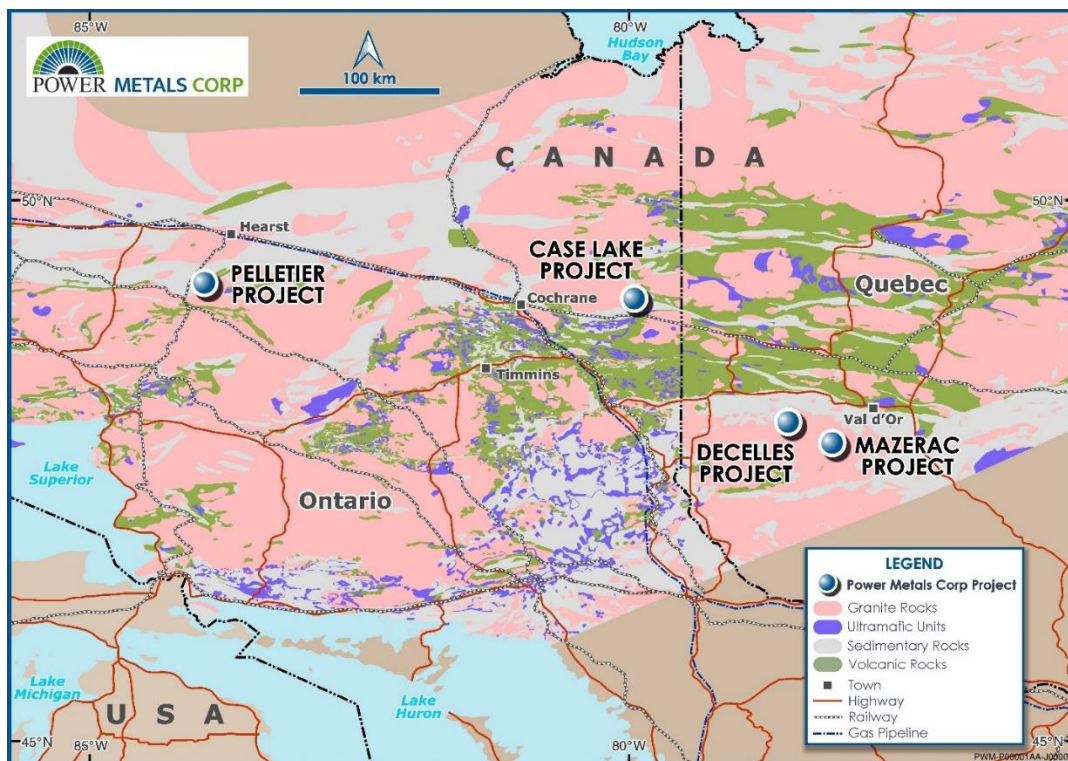 85°W
80°W
Hudson
Bay
POWER METALS CORP
100 km
CANADA
50°N
50°N
Hearst
PELLETIER
PROJECT
CASE LAKE
PROJECT
Cochrane
Quebec
Timmins
Val d'Or
DECELLES
PROJECT
MAZERAC
PROJECT
Lake
Superior
Ontario
LEGEND
Power Metals Corp Project
Granite Rocks
Ultramafic Units
Sedimentary Rocks
Volcanic Rocks
Town
Highway
Railway
Gas Pipeline
Lake
Michigan
Lake
Huron
USA
45°N
85°W
80°W
45°N
PWM-P00001AA-J0000